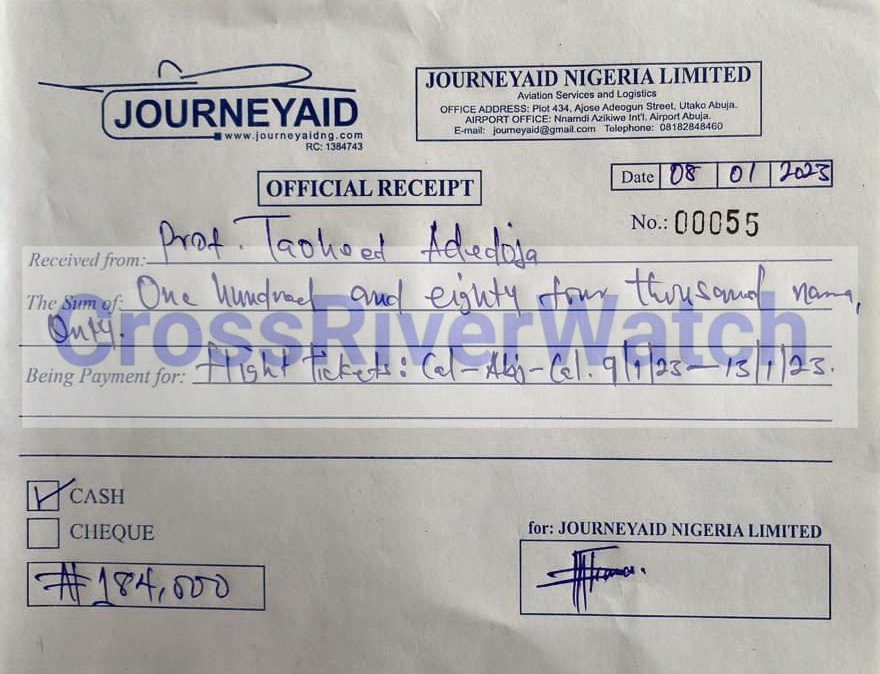 JOURNEYAID
www.journeyaidng.com
RC: 1384743
JOURNEYAID NIGERIA LIMITED
Aviation Services and Logistics
OFFICE ADDRESS: Plot 434, Ajose Adeogun Street, Utako Abuja.
AIRPORT OFFICE: Nnamdi Azikiwe Int'l. Airport Abuja.
E-mail: journeyaid@gmail.com Telephone: 08182848460
OFFICIAL RECEIPT
Date 08 01 2023
No.: 00055
Received from: Prof. Taoheed Adedoja
The Sum of: One hundred and eighty four thousand naira,
Only.
CrossRiverWatch
Being Payment for: flight Tickets: Cal-Abj-Cal. 9/1/23 – 13/1/23.
CASH
CHEQUE
₦184,000
for: JOURNEYAID NIGERIA LIMITED